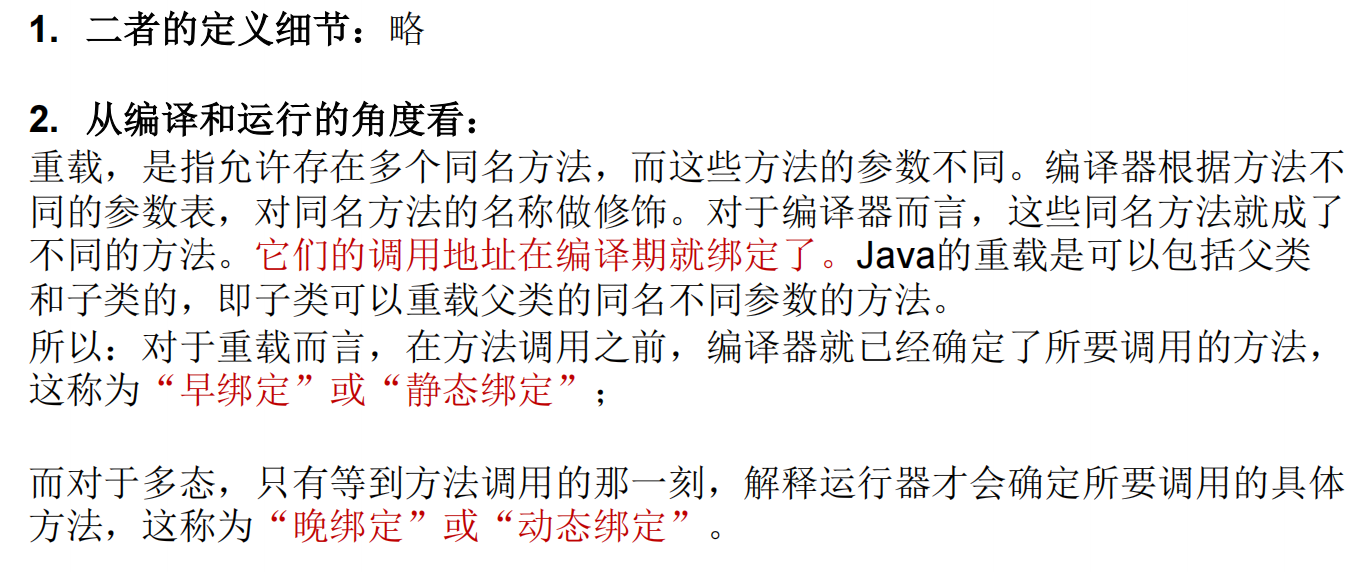 1. 二者的定义细节：略
2. 从编译和运行的角度看：
重载，是指允许存在多个同名方法，而这些方法的参数不同。编译器根据方法不
同的参数表，对同名方法的名称做修饰。对于编译器而言，这些同名方法就成了
不同的方法。它们的调用地址在编译期就绑定了。Java的重载是可以包括父类
和子类的，即子类可以重载父类的同名不同参数的方法。
所以：对于重载而言，在方法调用之前，编译器就已经确定了所要调用的方法，
这称为“早绑定”或“静态绑定”；
而对于多态，只有等到方法调用的那一刻，解释运行器才会确定所要调用的具体
方法，这称为“晚绑定”或“动态绑定”。